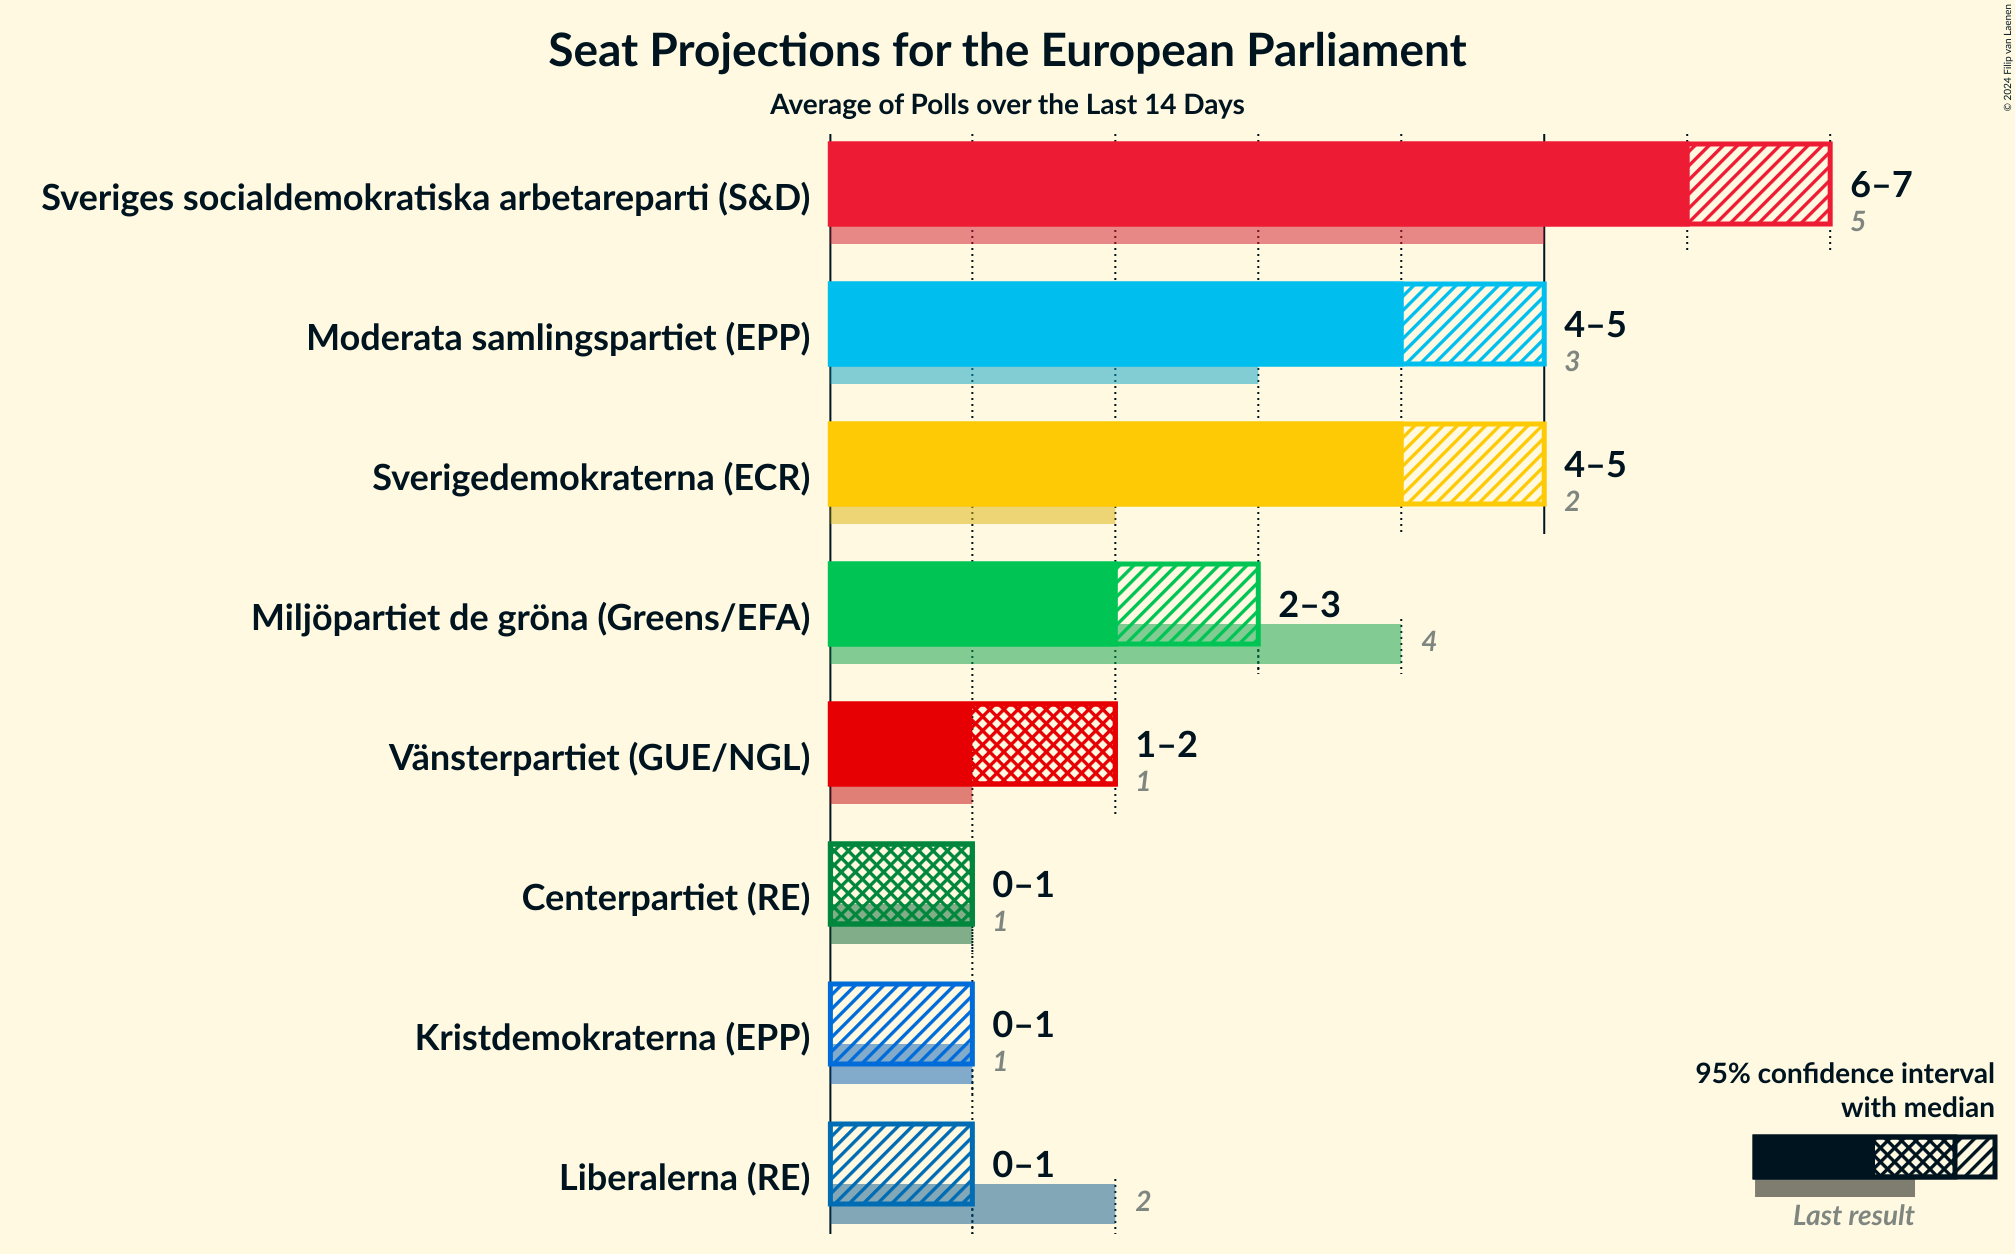 Seat Projections for the European Parliament
Average of Polls over the Last 14 Days
© 2024 Filip van Laenen
Sveriges socialdemokratiska arbetareparti (S&D)
6–7
5
Moderata samlingspartiet (EPP)
4–5
3
Sverigedemokraterna (ECR)
4–5
2
Miljöpartiet de gröna (Greens/EFA)
2–3
4
Vänsterpartiet (GUE/NGL)
1–2
1
Centerpartiet (RE)
0–1
1
Kristdemokraterna (EPP)
0–1
1
Liberalerna (RE)
0–1
2
95% confidence interval
with median
Last result